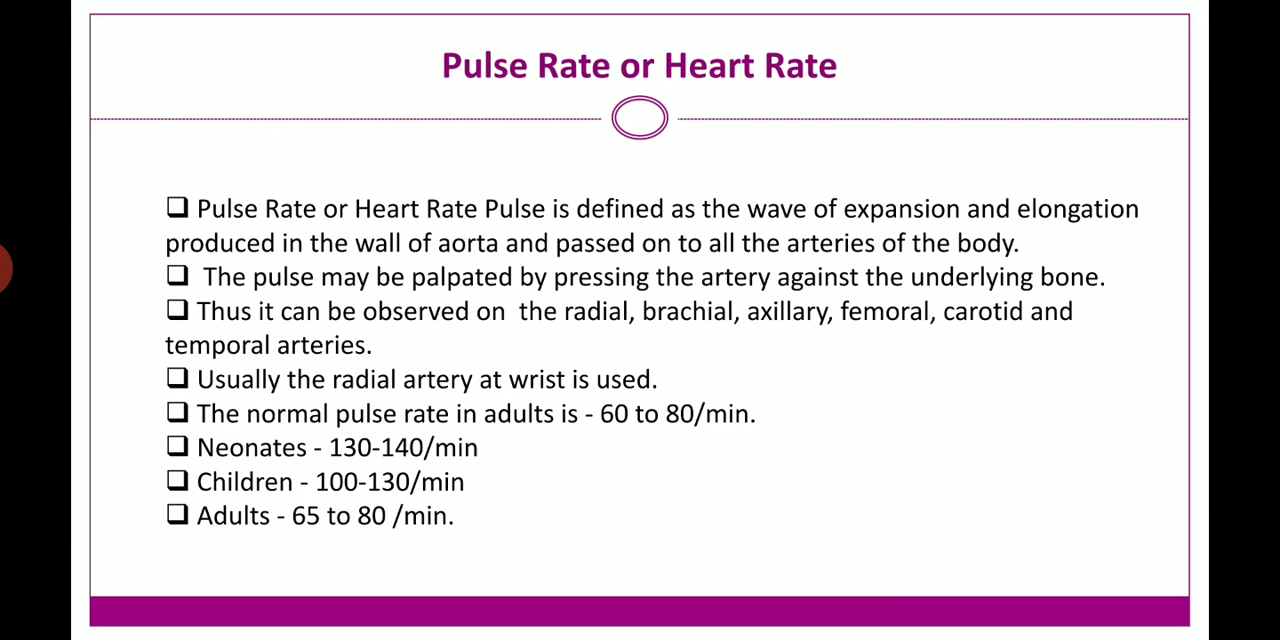 Pulse Rate or Heart Rate
❑ Pulse Rate or Heart Rate Pulse is defined as the wave of expansion and elongation
produced in the wall of aorta and passed on to all the arteries of the body.
❑ The pulse may be palpated by pressing the artery against the underlying bone.
❑ Thus it can be observed on the radial, brachial, axillary, femoral, carotid and
temporal arteries.
❑ Usually the radial artery at wrist is used.
❑ The normal pulse rate in adults is - 60 to 80/min.
❑ Neonates - 130-140/min
❑ Children - 100-130/min
❑ Adults - 65 to 80 /min.